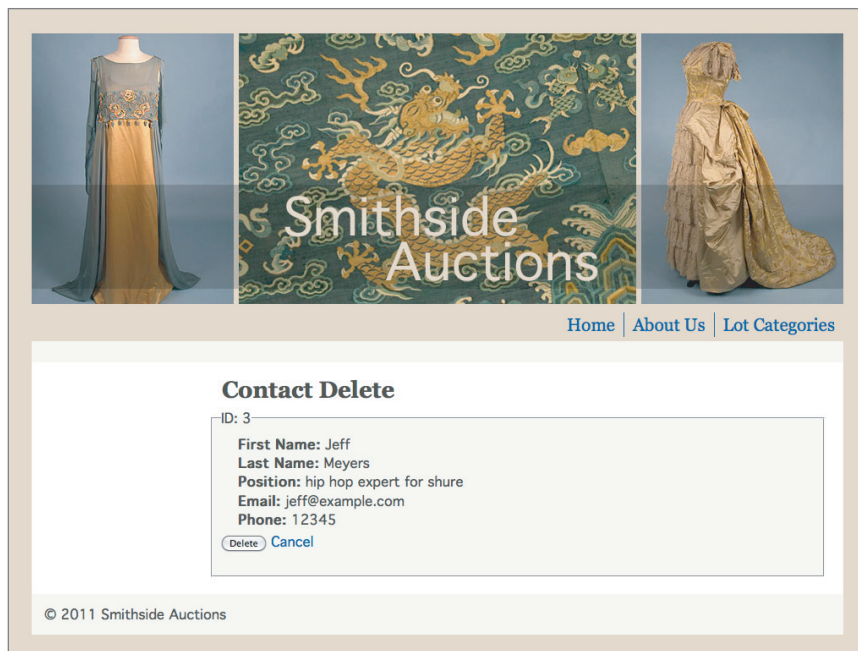 Smithside
Auctions
Home About Us Lot Categories
Contact Delete
ID: 3
First Name: Jeff
Last Name: Meyers
Position: hip hop expert for shure
Email: jeff@example.com
Phone: 12345
Delete Cancel
© 2011 Smithside Auctions